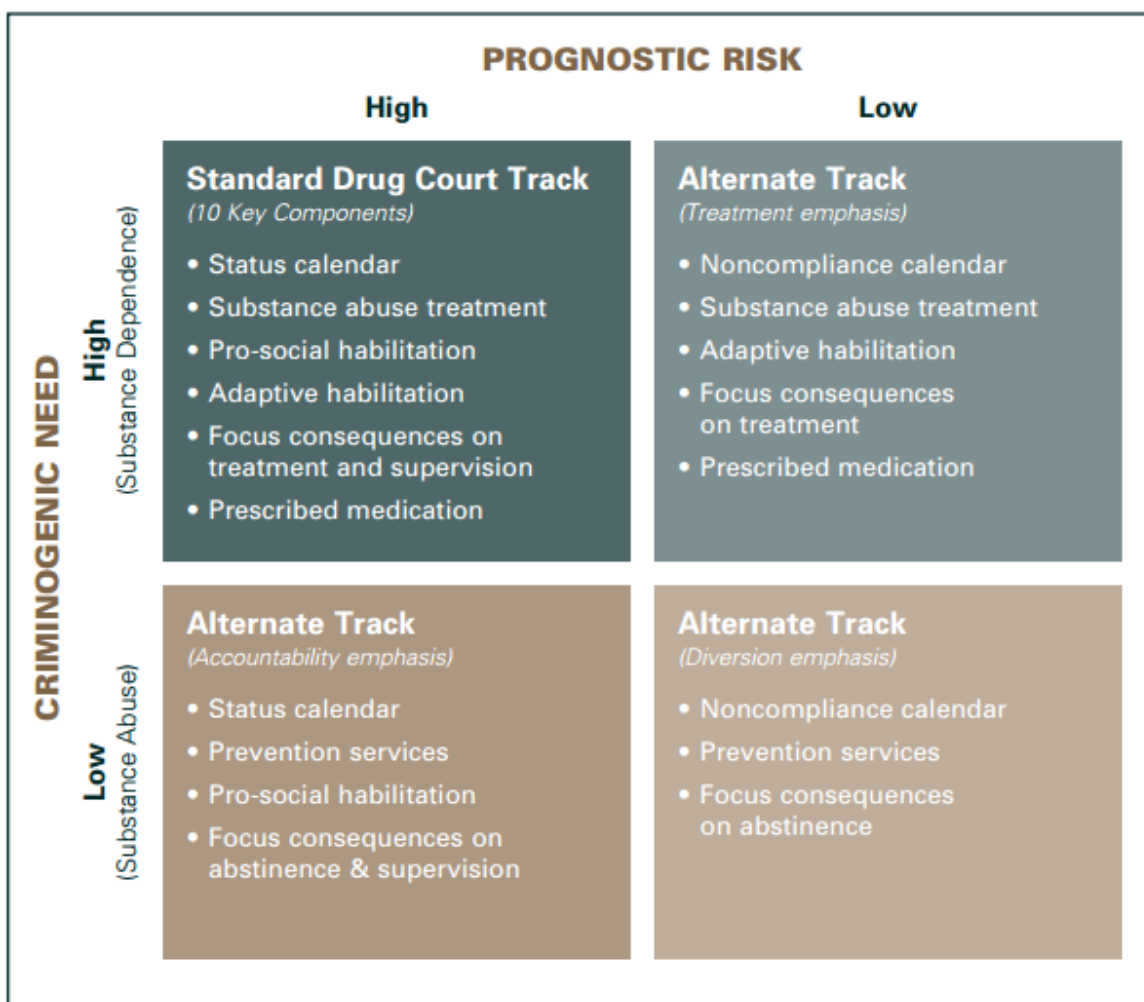 PROGNOSTIC RISK
High
Low
CRIMINOGENIC NEED
High
(Substance Dependence)
Standard Drug Court Track
(10 Key Components)
• Status calendar
• Substance abuse treatment
• Pro-social habilitation
• Adaptive habilitation
• Focus consequences on
treatment and supervision
• Prescribed medication
Alternate Track
(Treatment emphasis)
• Noncompliance calendar
• Substance abuse treatment
• Adaptive habilitation
• Focus consequences
on treatment
• Prescribed medication
Low
(Substance Abuse)
Alternate Track
(Accountability emphasis)
• Status calendar
• Prevention services
• Pro-social habilitation
• Focus consequences on
abstinence & supervision
Alternate Track
(Diversion emphasis)
• Noncompliance calendar
• Prevention services
• Focus consequences
on abstinence